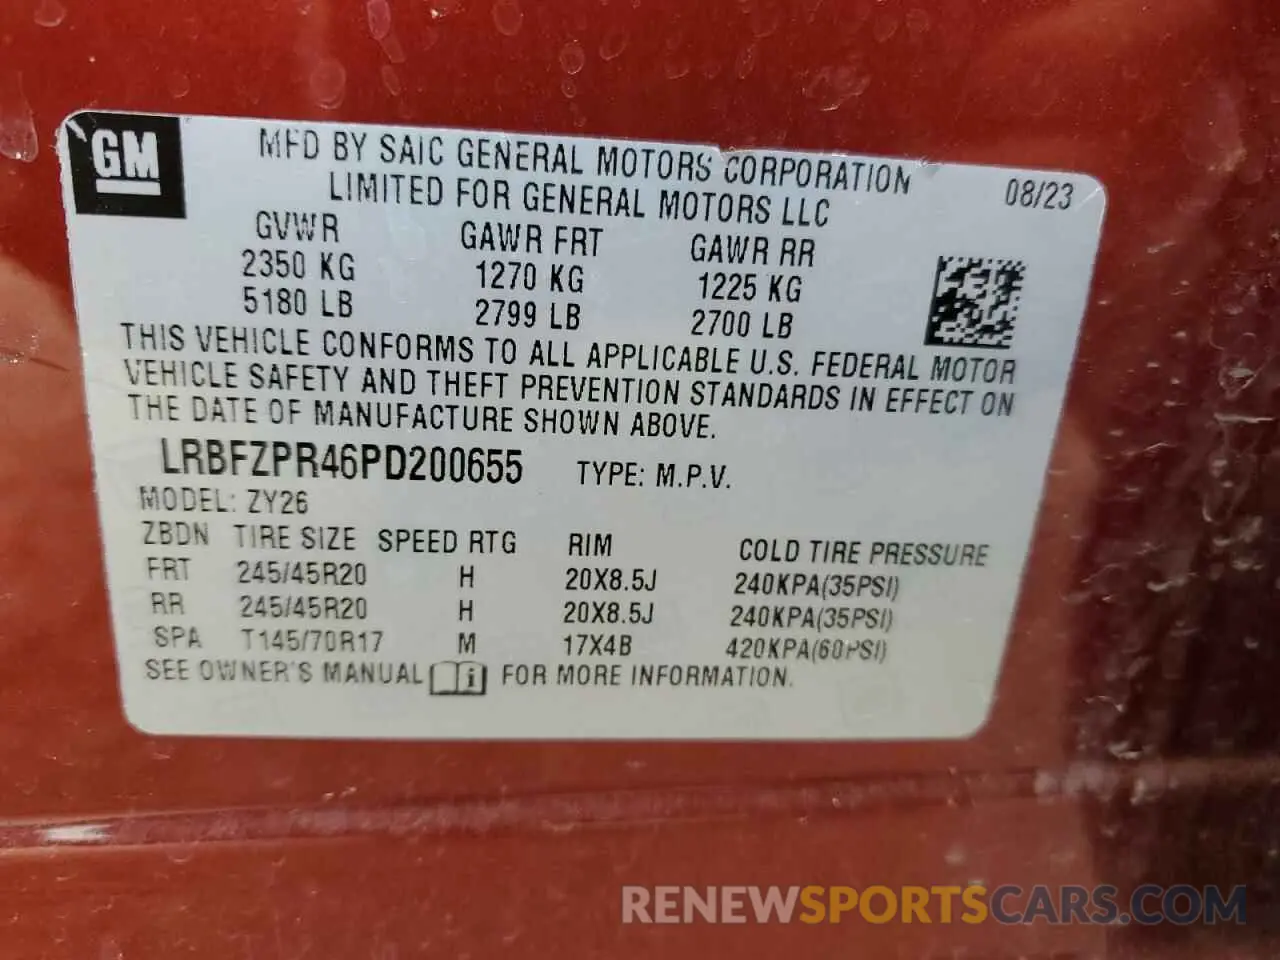 GM
MFD BY SAIC GENERAL MOTORS CORPORATION
LIMITED FOR GENERAL MOTORS LLC
08/23
GVWR GAWR FRT GAWR RR
2350 KG 1270 KG 1225 KG
5180 LB 2799 LB 2700 LB
THIS VEHICLE CONFORMS TO ALL APPLICABLE U.S. FEDERAL MOTOR
VEHICLE SAFETY AND THEFT PREVENTION STANDARDS IN EFFECT ON
THE DATE OF MANUFACTURE SHOWN ABOVE.
LRBFZPR46PD200655 TYPE: M.P.V.
MODEL: ZY26
ZBDN TIRE SIZE SPEED RTG RIM COLD TIRE PRESSURE
FRT 245/45R20 H 20X8.5J 240KPA(35PSI)
RR 245/45R20 H 20X8.5J 240KPA(35PSI)
SPA T145/70R17 M 17X4B 420KPA(60PSI)
SEE OWNER'S MANUAL i FOR MORE INFORMATION.
RENEWSPORTSCARS.COM